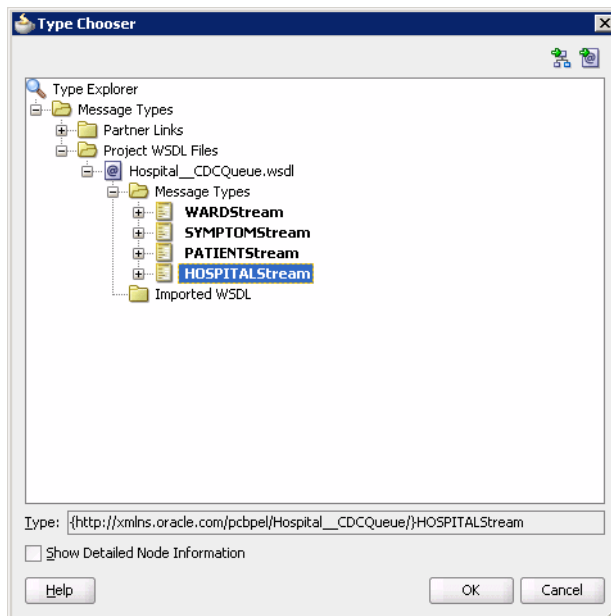 Type Chooser
Type Explorer
Message Types
Partner Links
Project WSDL Files
Hospital__CDCQueue.wsdl
Message Types
WARDStream
SYMPTOMStream
PATIENTStream
HOSPITALStream
Imported WSDL
Type: {http://xmlns.oracle.com/pcbpel/Hospital__CDCQueue/}HOSPITALStream
Show Detailed Node Information
Help OK Cancel